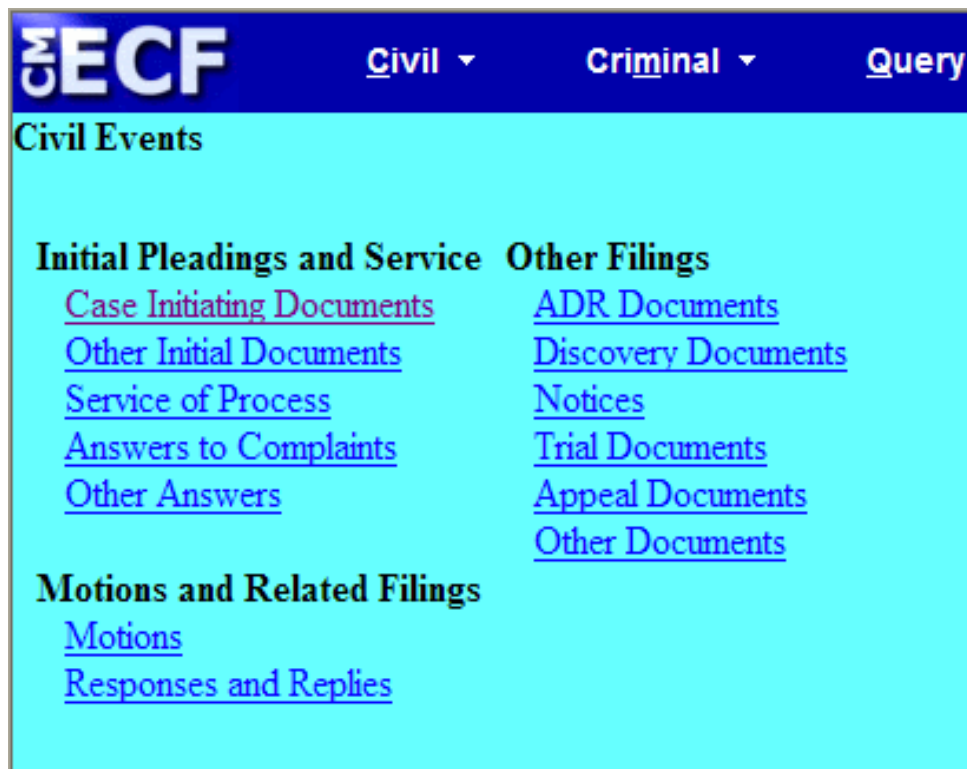 CM ECF Civil Criminal Query
Civil Events
Initial Pleadings and Service
Case Initiating Documents
Other Initial Documents
Service of Process
Answers to Complaints
Other Answers
Motions and Related Filings
Motions
Responses and Replies
Other Filings
ADR Documents
Discovery Documents
Notices
Trial Documents
Appeal Documents
Other Documents